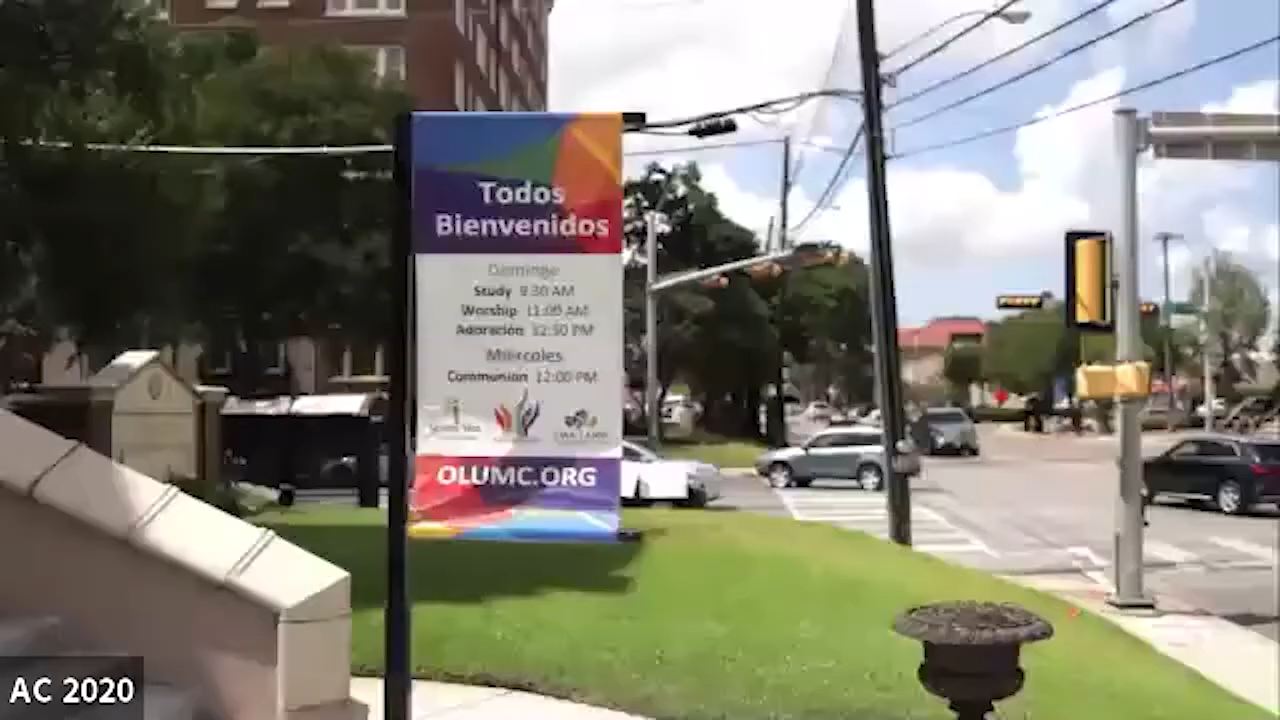 Todos
Bienvenidos
Domingo
Study 9:30 AM
Worship 11:00 AM
Adoración 12:30 PM
Miércoles
Communion 12:00 PM
OLUMC.ORG
AC 2020